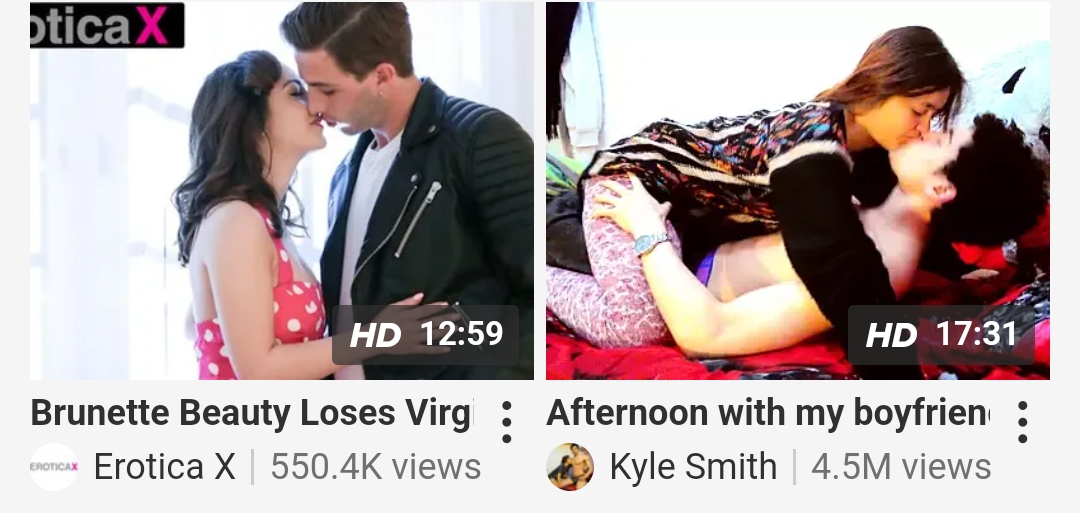 oticaX
HD 12:59
HD 17:31
Brunette Beauty Loses Virgi
Afternoon with my boyfrien
EROTICAX
Erotica X
550.4K views
Kyle Smith
4.5M views